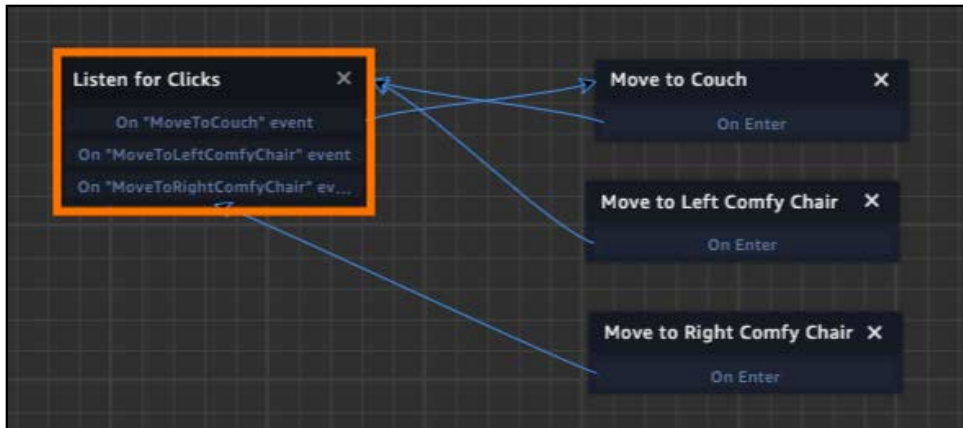 Listen for Clicks ×
On "MoveToCouch" event
On "MoveToLeftComfyChair" event
On "MoveToRightComfyChair" ev...
Move to Couch ×
On Enter
Move to Left Comfy Chair ×
On Enter
Move to Right Comfy Chair ×
On Enter